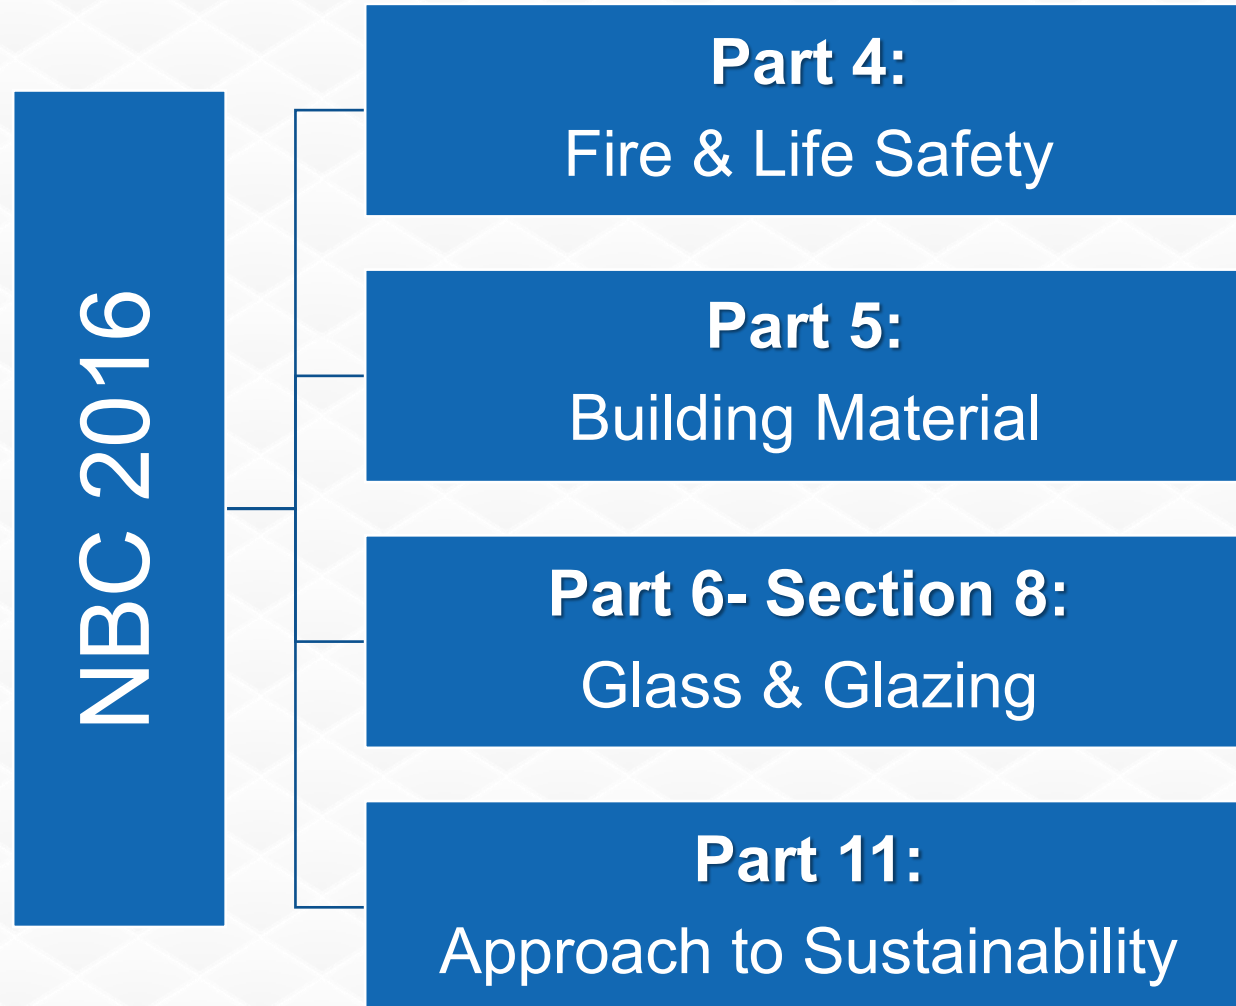 NBC 2016
Part 4:
Fire & Life Safety
Part 5:
Building Material
Part 6- Section 8:
Glass & Glazing
Part 11:
Approach to Sustainability